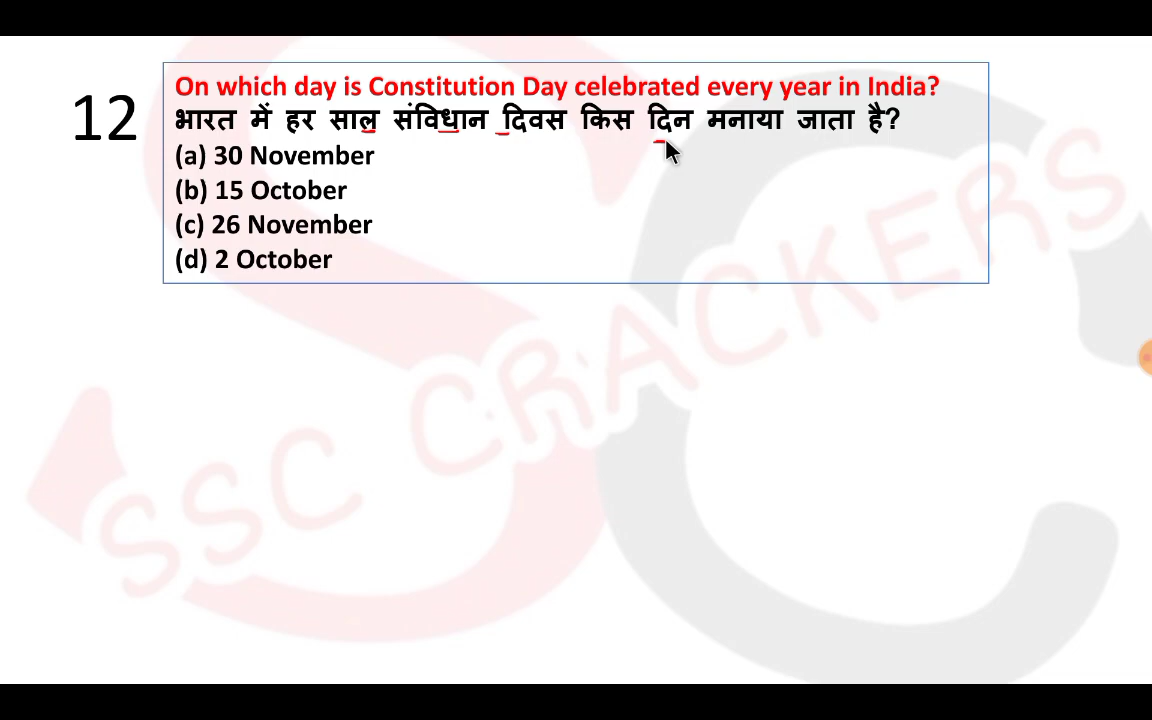 12
On which day is Constitution Day celebrated every year in India?
भारत में हर साल संविधान दिवस किस दिन मनाया जाता है?
(a) 30 November
(b) 15 October
(c) 26 November
(d) 2 October
SSC CRACKERS